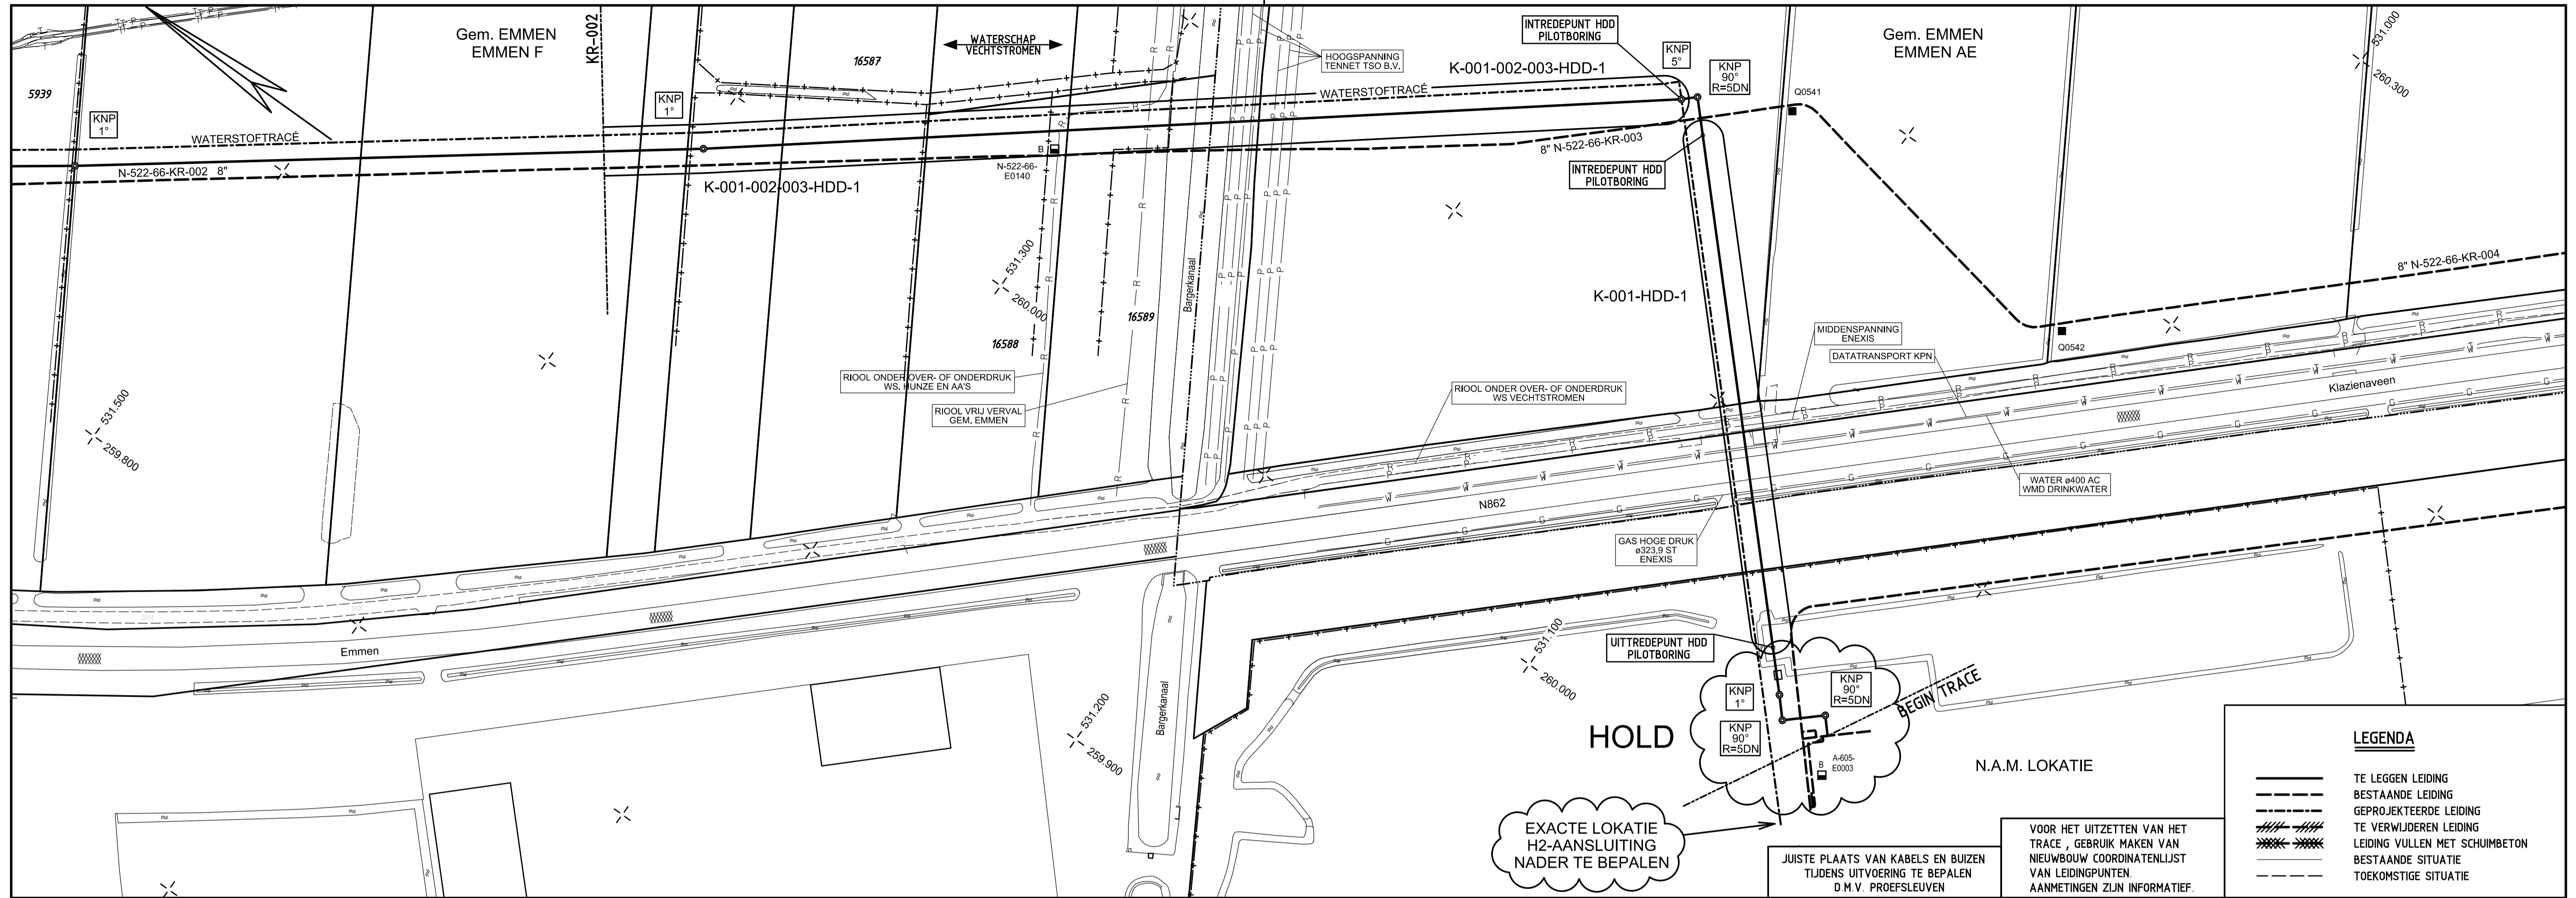 Gem. EMMEN
EMMEN F
KR-002
16587
WATERSCHAP
VECHTSTROMEN
HOOGSPANNING
TENNET TSO B.V.
INTREDEPUNT HDD
PILOTBORING
KNP
5°
KNP
90°
R=5DN
Gem. EMMEN
EMMEN AE
531.000
260.300
5939
KNP
1°
KNP
1°
K-001-002-003-HDD-1
WATERSTOFTRACÉ
WATERSTOFTRACÉ
Q0541
N-522-66-KR-002 8"
K-001-002-003-HDD-1
B
N-522-66-
E0140
8" N-522-66-KR-003
INTREDEPUNT HDD
PILOTBORING
531.300
260.000
Bargerkanaal
16589
16588
K-001-HDD-1
8" N-522-66-KR-004
MIDDENSPANNING
ENEXIS
DATATRANSPORT KPN
Q0542
RIOOL ONDER OVER- OF ONDERDRUK
WS. HUNZE EN AA'S
RIOOL VRIJ VERVAL
GEM. EMMEN
RIOOL ONDER OVER- OF ONDERDRUK
WS VECHTSTROMEN
Klazienaveen
531.500
259.800
N862
WATER ø400 AC
WMD DRINKWATER
GAS HOGE DRUK
ø323,9 ST
ENEXIS
Emmen
UITTREDEPUNT HDD
PILOTBORING
531.100
260.000
531.200
259.900
Bargerkanaal
KNP
1°
KNP
90°
R=5DN
KNP
90°
R=5DN
BEGIN TRACE
HOLD
B
A-605-
E0003
N.A.M. LOKATIE
EXACTE LOKATIE
H2-AANSLUITING
NADER TE BEPALEN
JUISTE PLAATS VAN KABELS EN BUIZEN
TIJDENS UITVOERING TE BEPALEN
D.M.V. PROEFSLEUVEN
VOOR HET UITZETTEN VAN HET
TRACE , GEBRUIK MAKEN VAN
NIEUWBOUW COORDINATENLIJST
VAN LEIDINGPUNTEN.
AANMETINGEN ZIJN INFORMATIEF.
LEGENDA
TE LEGGEN LEIDING
BESTAANDE LEIDING
GEPROJEKTEERDE LEIDING
TE VERWIJDEREN LEIDING
LEIDING VULLEN MET SCHUIMBETON
BESTAANDE SITUATIE
TOEKOMSTIGE SITUATIE